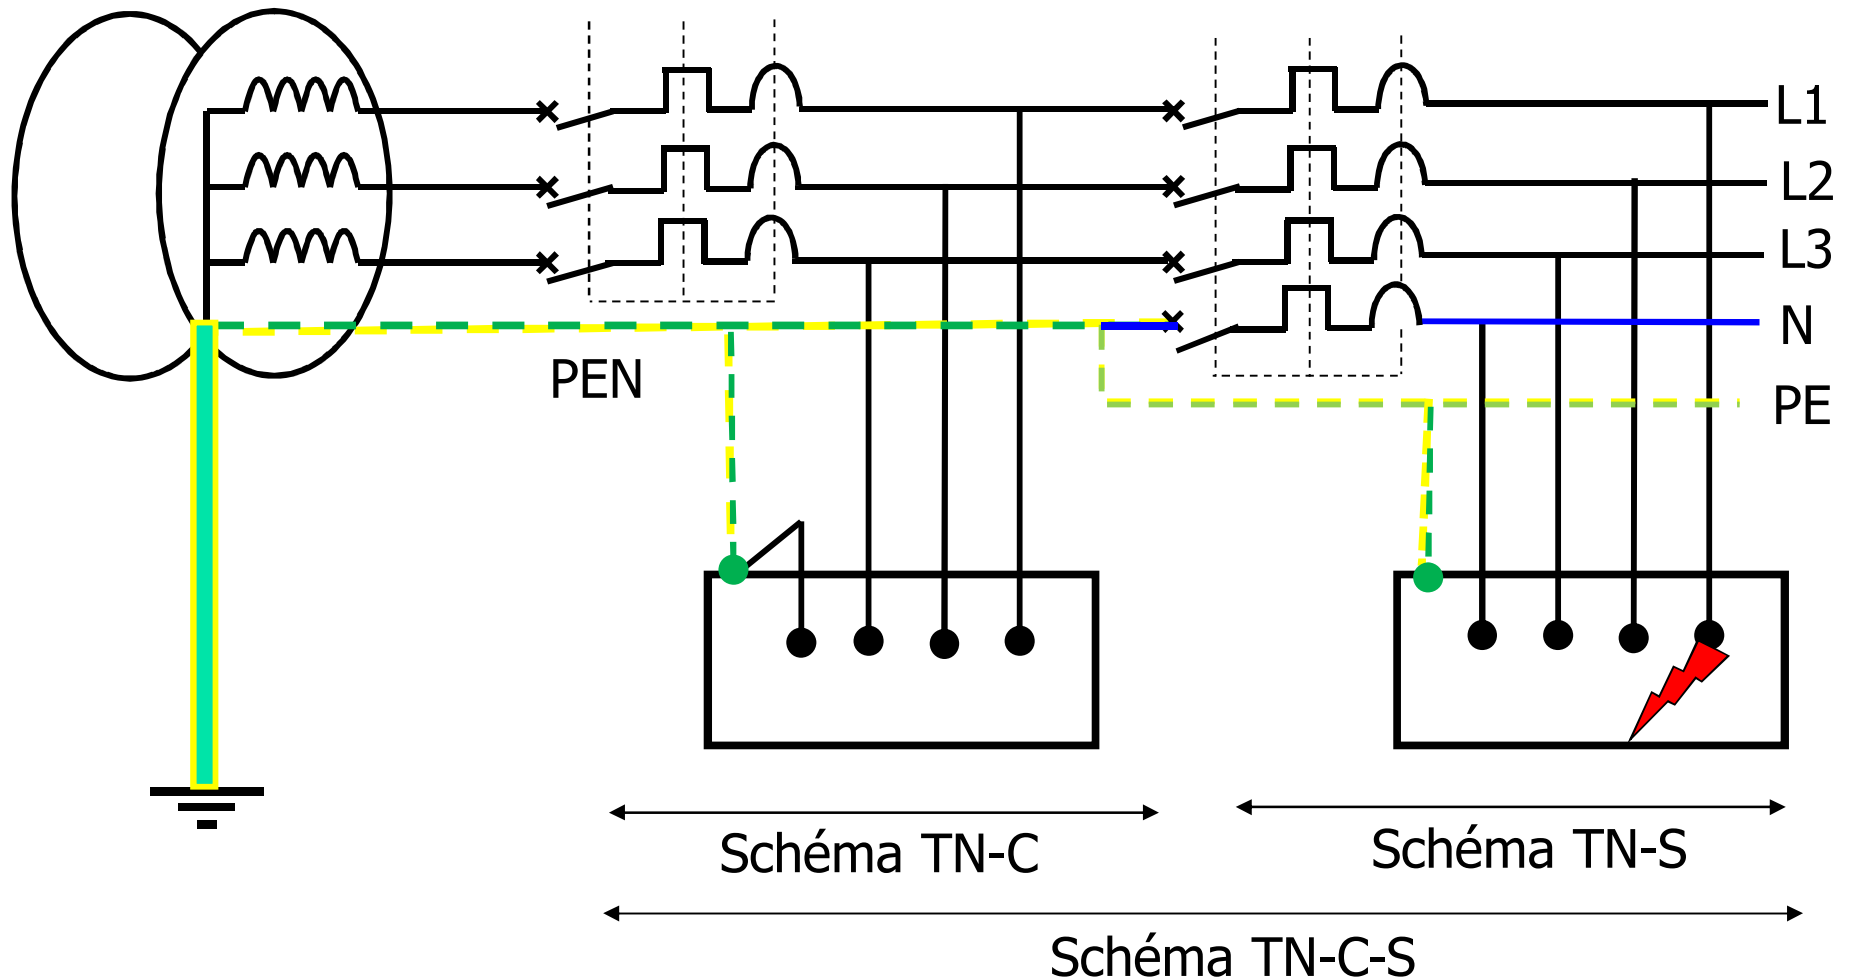 L1
L2
L3
N
PEN
PE
Schéma TN-C
Schéma TN-S
Schéma TN-C-S